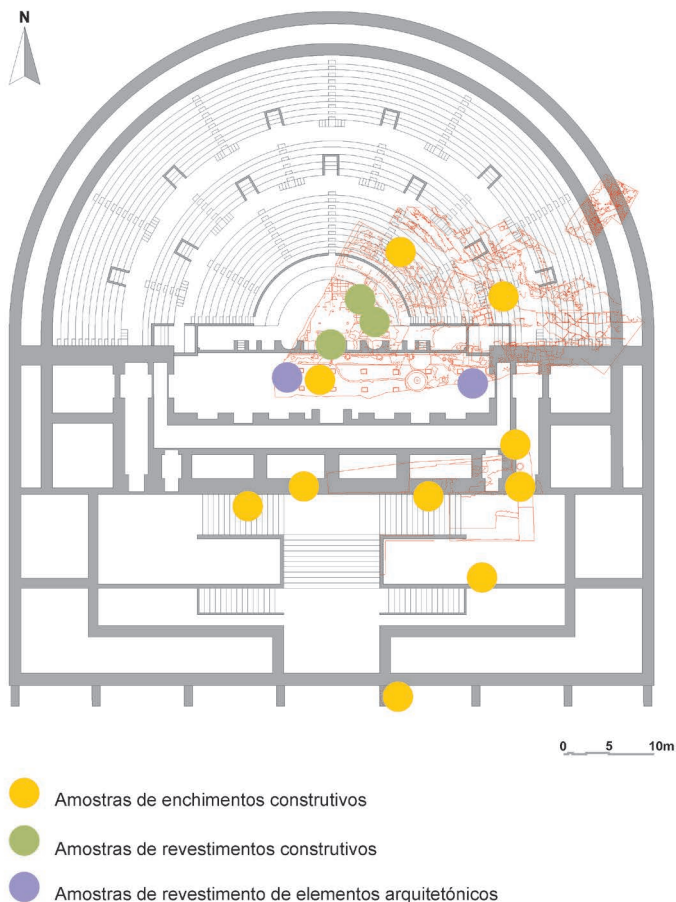 N
0 5 10m
Amostras de enchimentos construtivos
Amostras de revestimentos construtivos
Amostras de revestimento de elementos arquitetónicos